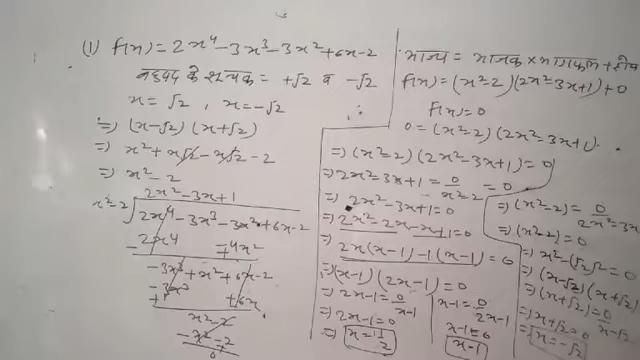 (1) f(x) = 2x⁴-3x³-3x²+6x-2
बहुपद के शून्यक = +√2 व -√2
x = √2 , x = -√2
⇒ (x-√2) (x+√2)
⇒ x²+x√2-x√2-2
⇒ x²-2
2x²-3x+1
x²-2) 2x⁴-3x³-3x²+6x-2
-2x⁴ +4x²
-3x³+x²+6x-2
-3x³ +6x
+ -
x²-2
-x²-2
0
भाज्य = भाजक × भागफल + शेष
f(x) = (x²-2)(2x²-3x+1)+0
f(x)=0
∴ 0 = (x²-2) (2x²-3x+1)
⇒ (x²-2) (2x²-3x+1) = 0
⇒ 2x²-3x+1 = 0/x²-2 = 0
⇒ 2x²-3x+1=0
⇒ 2x²-2x-x+1=0
⇒ 2x(x-1)-1(x-1)=0
⇒ (x-1) (2x-1) = 0
⇒ 2x-1 = 0/x-1
⇒ 2x-1=0
⇒ x=1/2
x-1=0/2x-1
x-1=0
x-1
⇒ (x²-2) = 0/2x²-3x
⇒ (x²-2) = 0
⇒ x²-(√2)² = 0
⇒ (x-√2) (x+√2)
⇒ (x+√2) = 0/x-√2
⇒ x+√2=0
⇒ x=-√2